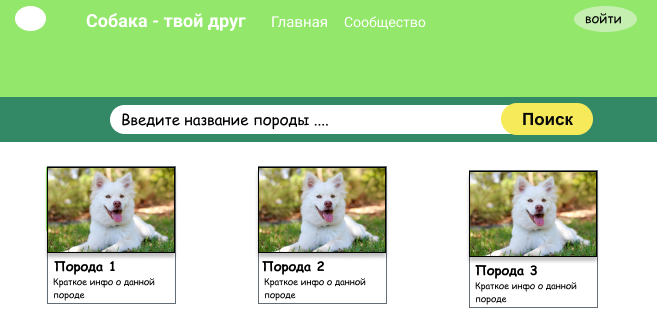 Собака - твой друг
Главная
Сообщество
войти
Введите название породы ....
Поиск
Порода 1
Краткое инфо о данной
породе
Порода 2
Краткое инфо о данной
породе
Порода 3
Краткое инфо о данной
породе